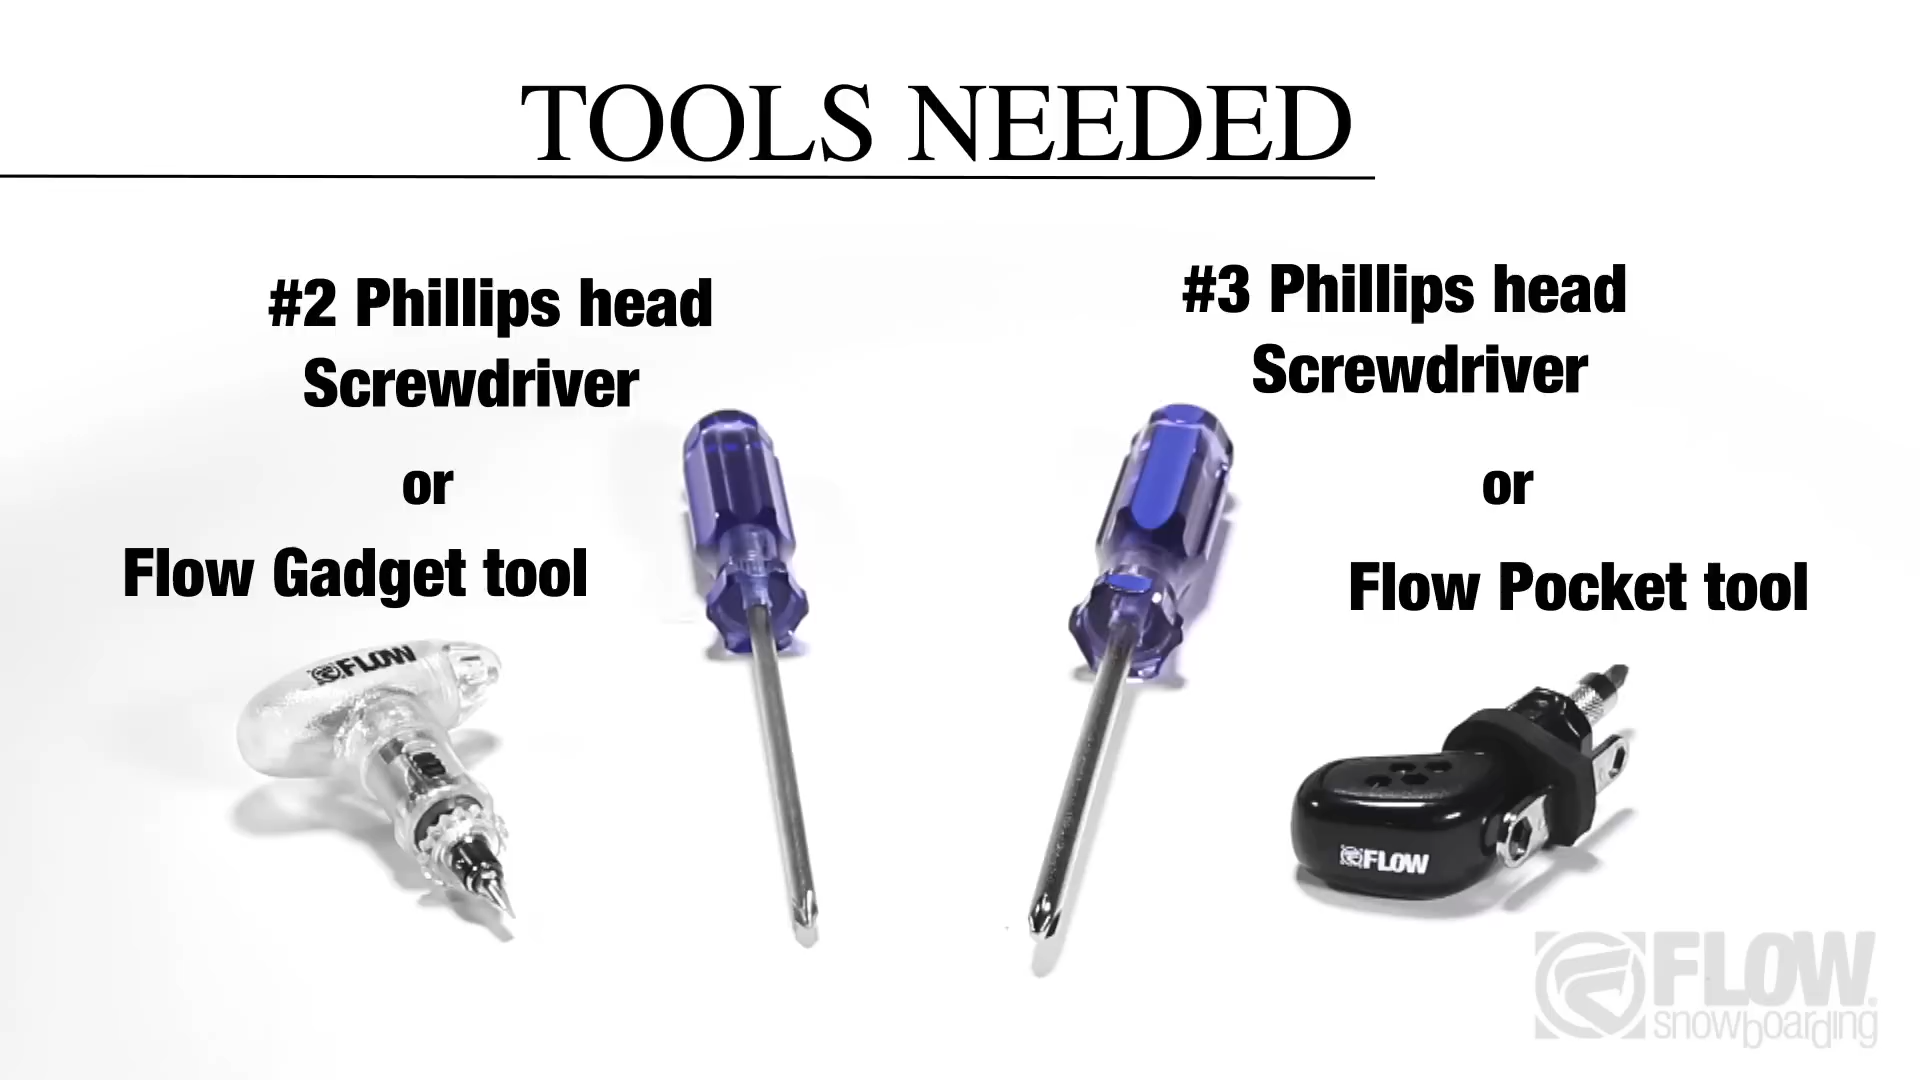 TOOLS NEEDED
#2 Phillips head
Screwdriver
or
Flow Gadget tool
FLOW
#3 Phillips head
Screwdriver
or
Flow Pocket tool
FLOW
FLOW
snowboarding